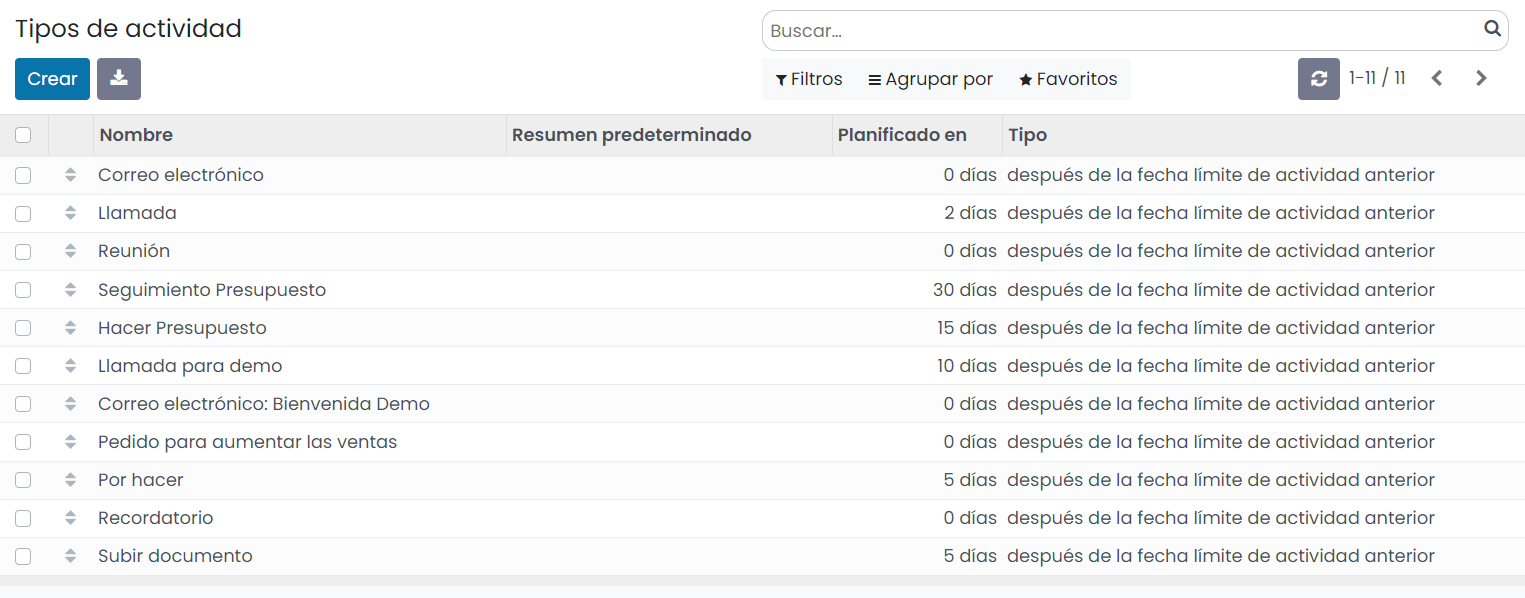 Tipos de actividad
Buscar...
Crear
Filtros Agrupar por Favoritos 1-11 / 11
Nombre Resumen predeterminado Planificado en Tipo
Correo electrónico 0 días después de la fecha límite de actividad anterior
Llamada 2 días después de la fecha límite de actividad anterior
Reunión 0 días después de la fecha límite de actividad anterior
Seguimiento Presupuesto 30 días después de la fecha límite de actividad anterior
Hacer Presupuesto 15 días después de la fecha límite de actividad anterior
Llamada para demo 10 días después de la fecha límite de actividad anterior
Correo electrónico: Bienvenida Demo 0 días después de la fecha límite de actividad anterior
Pedido para aumentar las ventas 0 días después de la fecha límite de actividad anterior
Por hacer 5 días después de la fecha límite de actividad anterior
Recordatorio 0 días después de la fecha límite de actividad anterior
Subir documento 5 días después de la fecha límite de actividad anterior